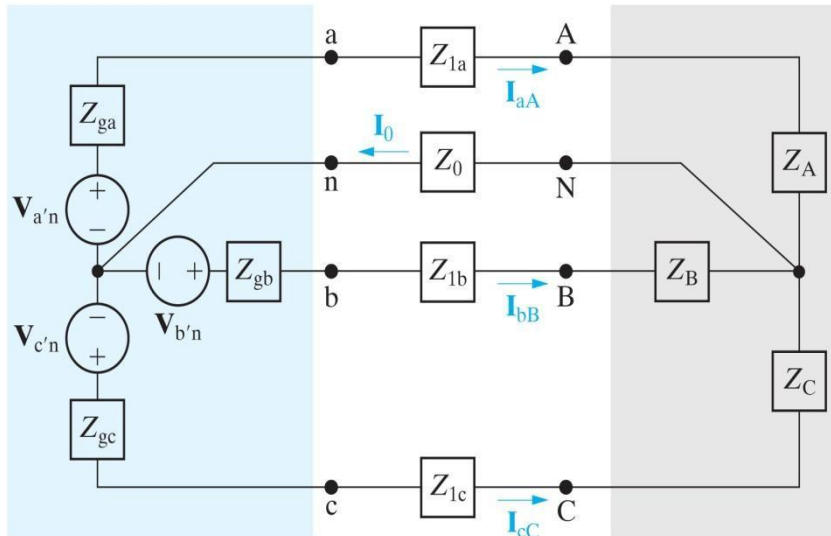 a Z1a A
IaA
Zga
I0
n Z0 N
ZA
+
Va′n
−
− + Zgb b Z1b B ZB
IbB
Vb′n
−
Vc′n
+
ZC
Zgc
c Z1c C
IcC